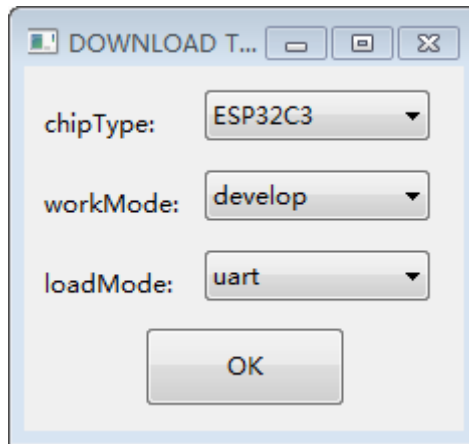 DOWNLOAD T...
chipType: ESP32C3
workMode: develop
loadMode: uart
OK